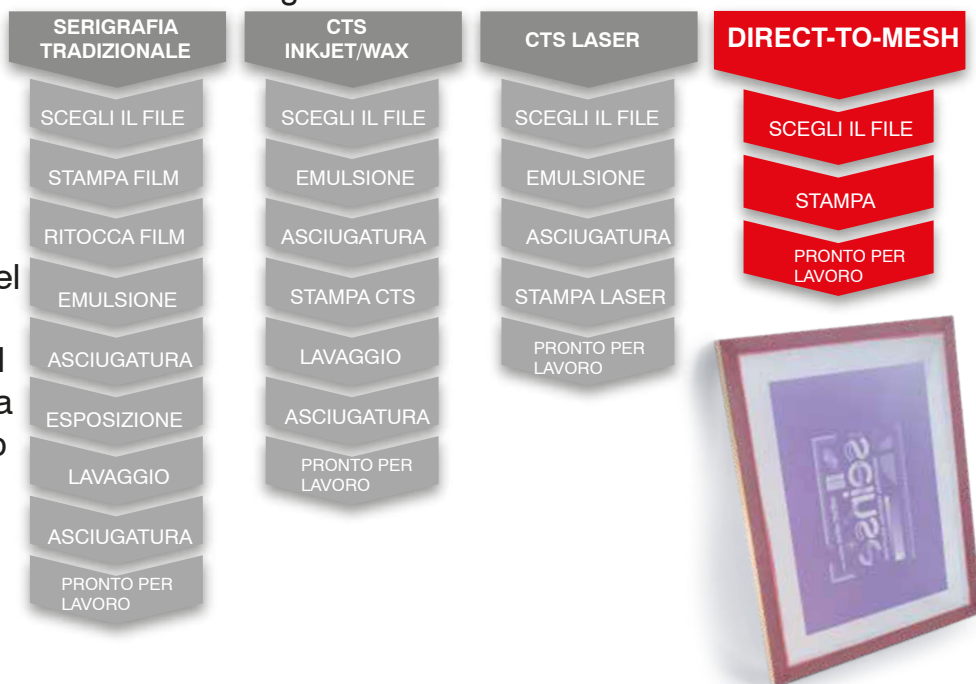 SERIGRAFIA
TRADIZIONALE
SCEGLI IL FILE
STAMPA FILM
RITOCCA FILM
EMULSIONE
ASCIUGATURA
ESPOSIZIONE
LAVAGGIO
ASCIUGATURA
PRONTO PER
LAVORO
CTS
INKJET/WAX
SCEGLI IL FILE
EMULSIONE
ASCIUGATURA
STAMPA CTS
LAVAGGIO
ASCIUGATURA
PRONTO PER
LAVORO
CTS LASER
SCEGLI IL FILE
EMULSIONE
ASCIUGATURA
STAMPA LASER
PRONTO PER
LAVORO
DIRECT-TO-MESH
SCEGLI IL FILE
STAMPA
PRONTO PER
LAVORO